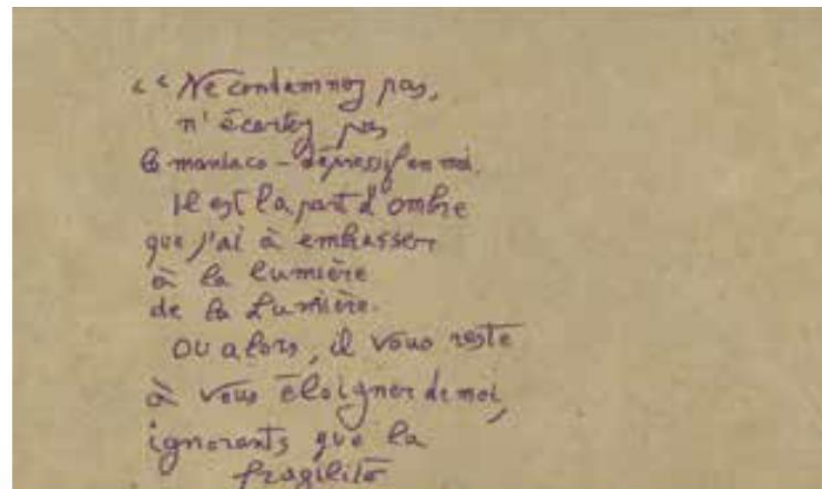 “Ne condamnez pas,
n'écartez pas
le maniaco-dépressif en moi.
Il est la part d'ombre
que j'ai à embrasser
à la lumière
de la Lumière.
Ou alors, il vous reste
à vous éloigner de moi,
ignorants que la
fragilité